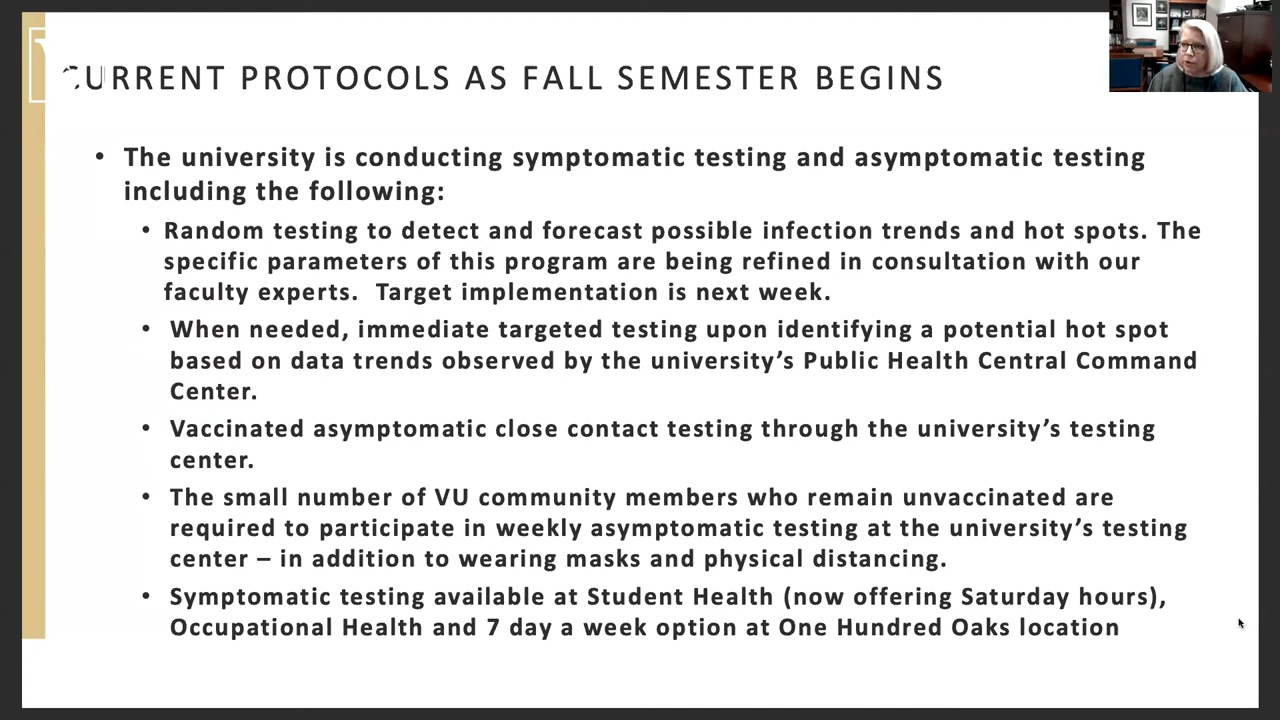 CURRENT PROTOCOLS AS FALL SEMESTER BEGINS
• The university is conducting symptomatic testing and asymptomatic testing
including the following:
• Random testing to detect and forecast possible infection trends and hot spots. The
specific parameters of this program are being refined in consultation with our
faculty experts.  Target implementation is next week.
• When needed, immediate targeted testing upon identifying a potential hot spot
based on data trends observed by the university’s Public Health Central Command
Center.
• Vaccinated asymptomatic close contact testing through the university’s testing
center.
• The small number of VU community members who remain unvaccinated are
required to participate in weekly asymptomatic testing at the university’s testing
center – in addition to wearing masks and physical distancing.
• Symptomatic testing available at Student Health (now offering Saturday hours),
Occupational Health and 7 day a week option at One Hundred Oaks location